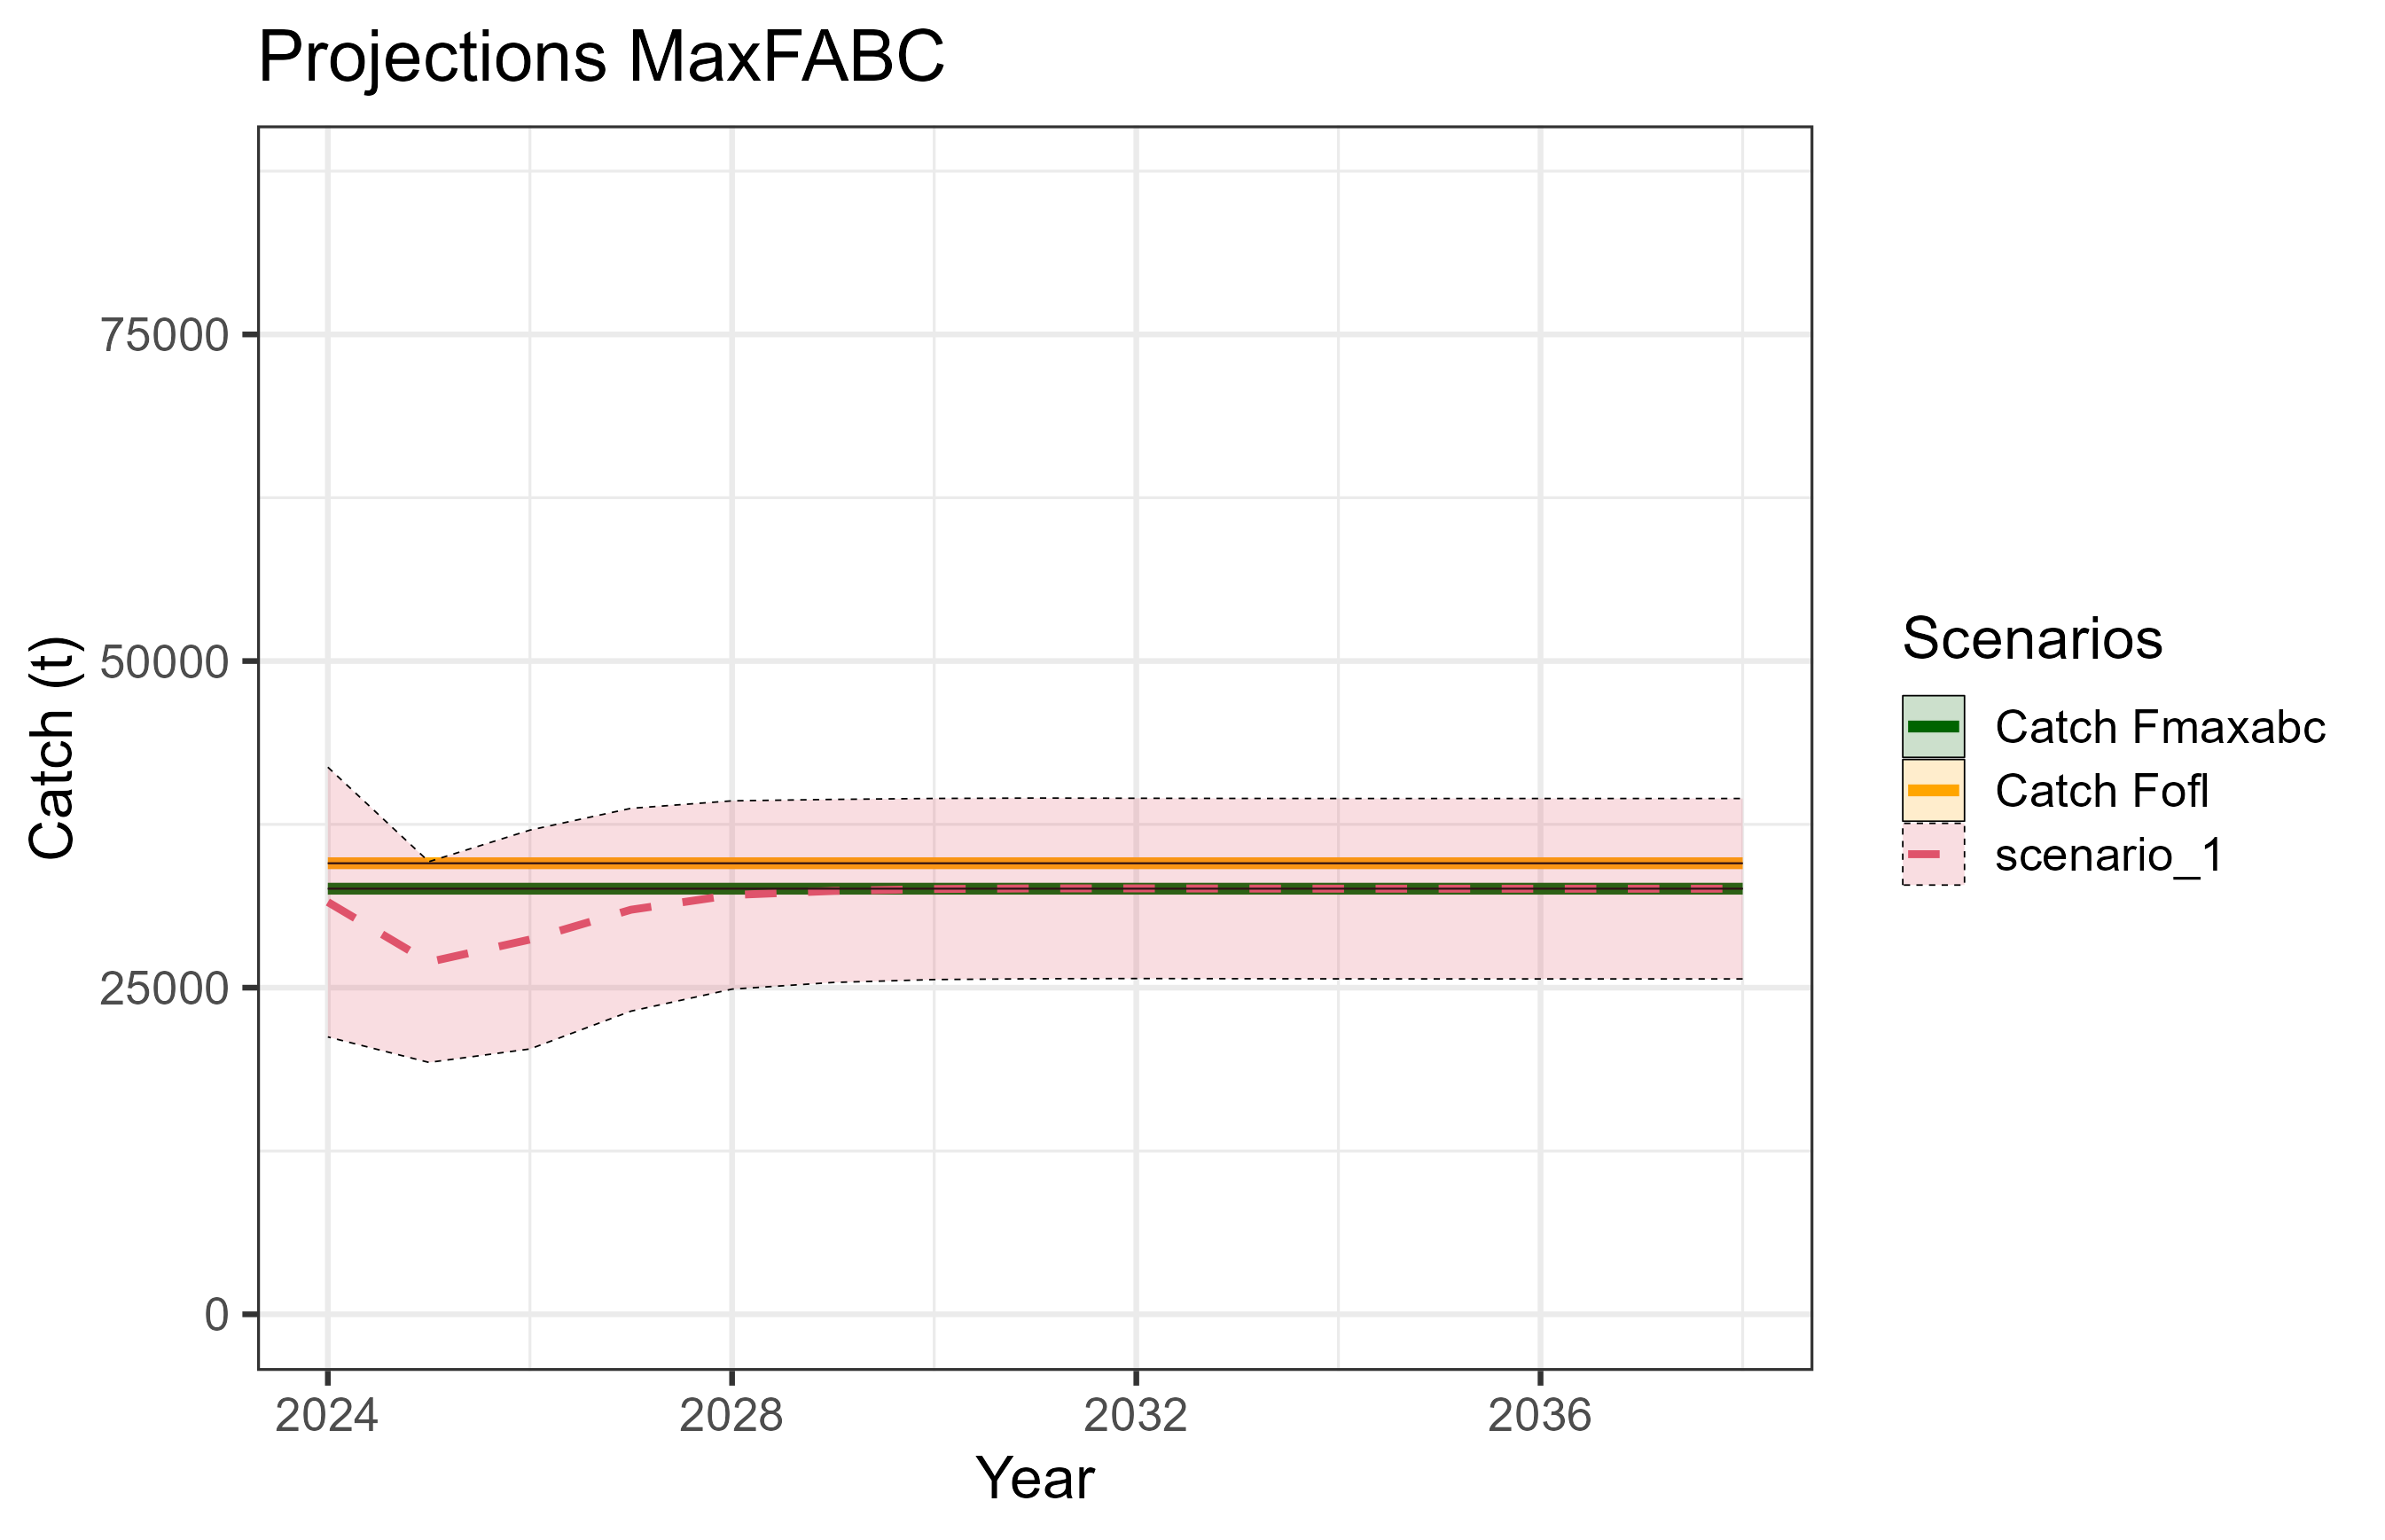 Projections MaxFABC
Catch (t)
75000
50000
25000
0
2024
2028
2032
2036
Year
Scenarios
Catch Fmaxabc
Catch Fofl
scenario_1